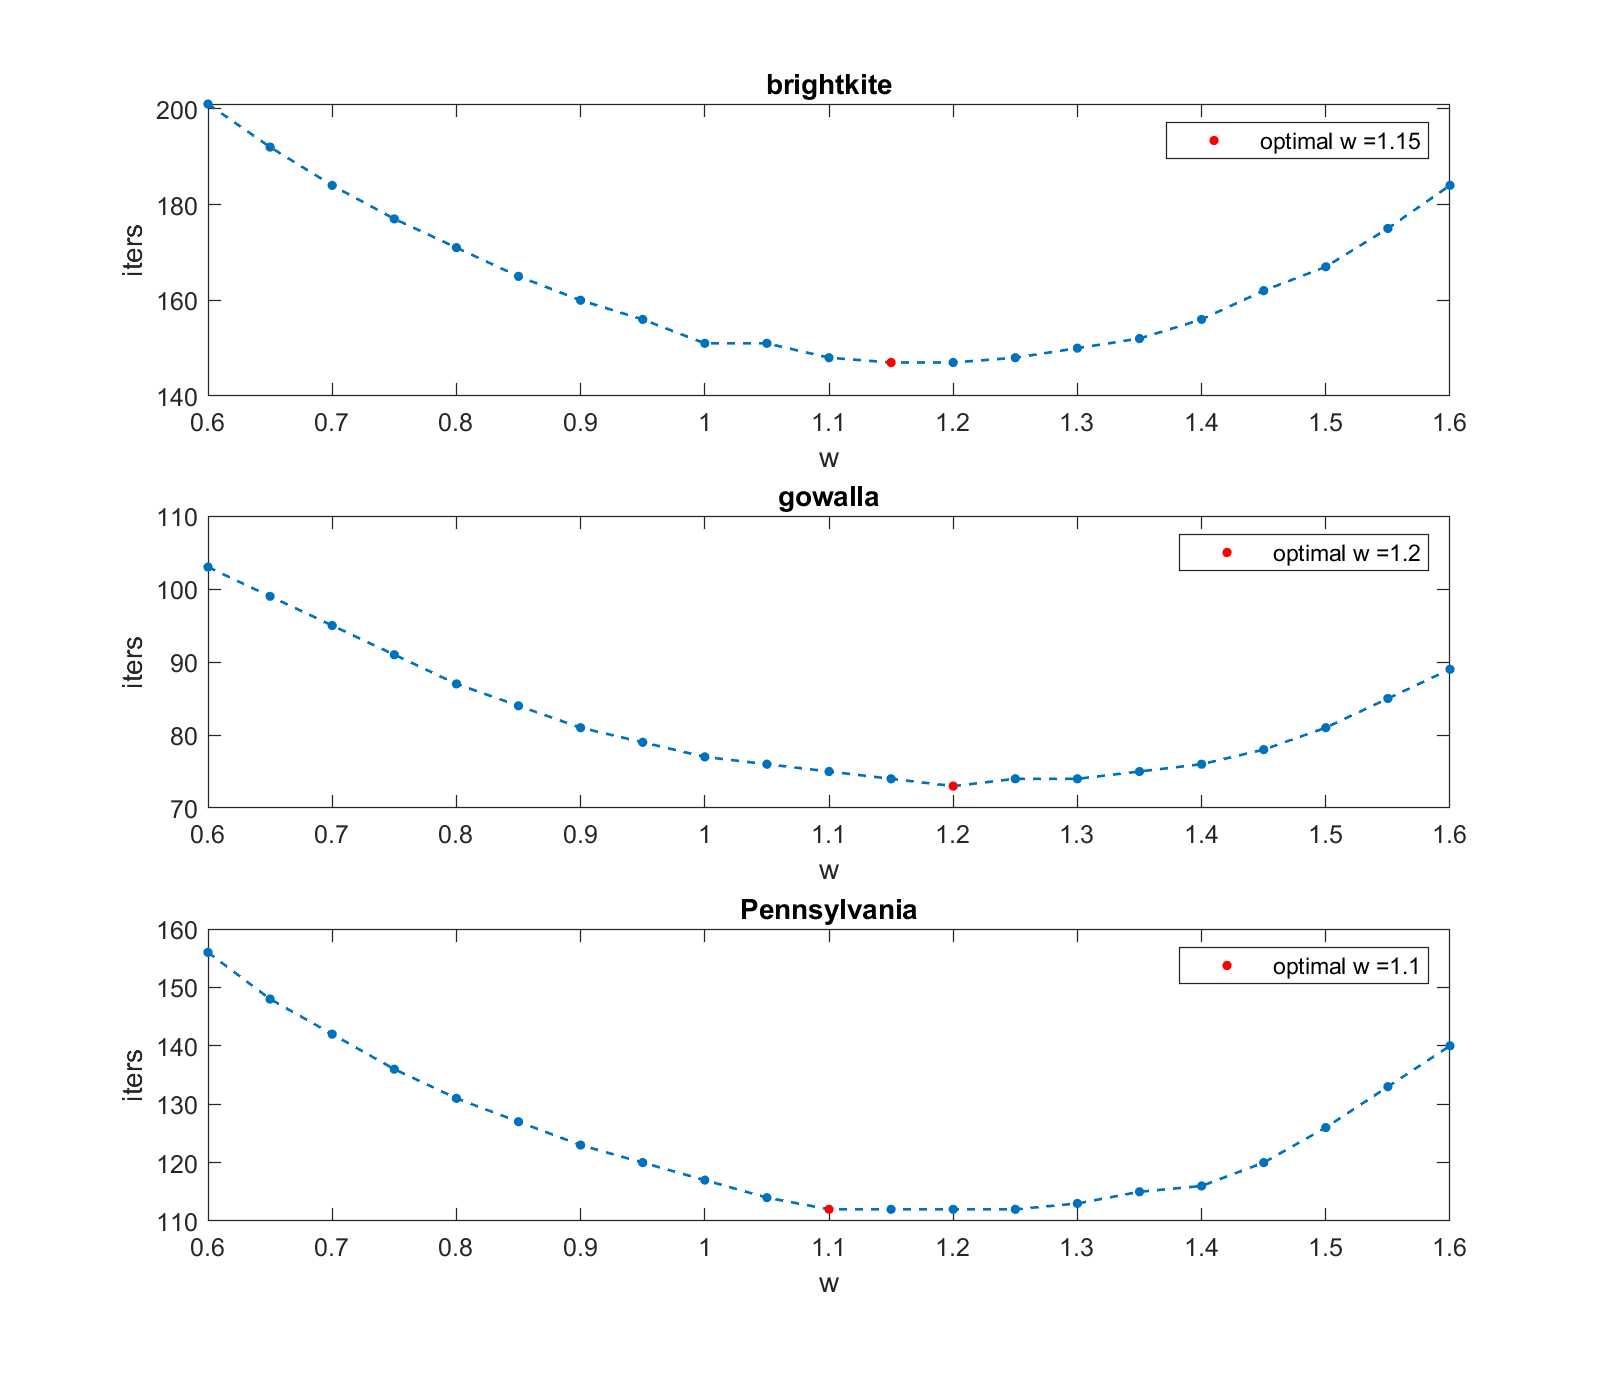 brightkite
200
180
160
140
iters
optimal w =1.15
0.6 0.7 0.8 0.9 1 1.1 1.2 1.3 1.4 1.5 1.6
w
gowalla
110
100
90
80
70
iters
optimal w =1.2
0.6 0.7 0.8 0.9 1 1.1 1.2 1.3 1.4 1.5 1.6
w
Pennsylvania
160
150
140
130
120
110
iters
optimal w =1.1
0.6 0.7 0.8 0.9 1 1.1 1.2 1.3 1.4 1.5 1.6
w